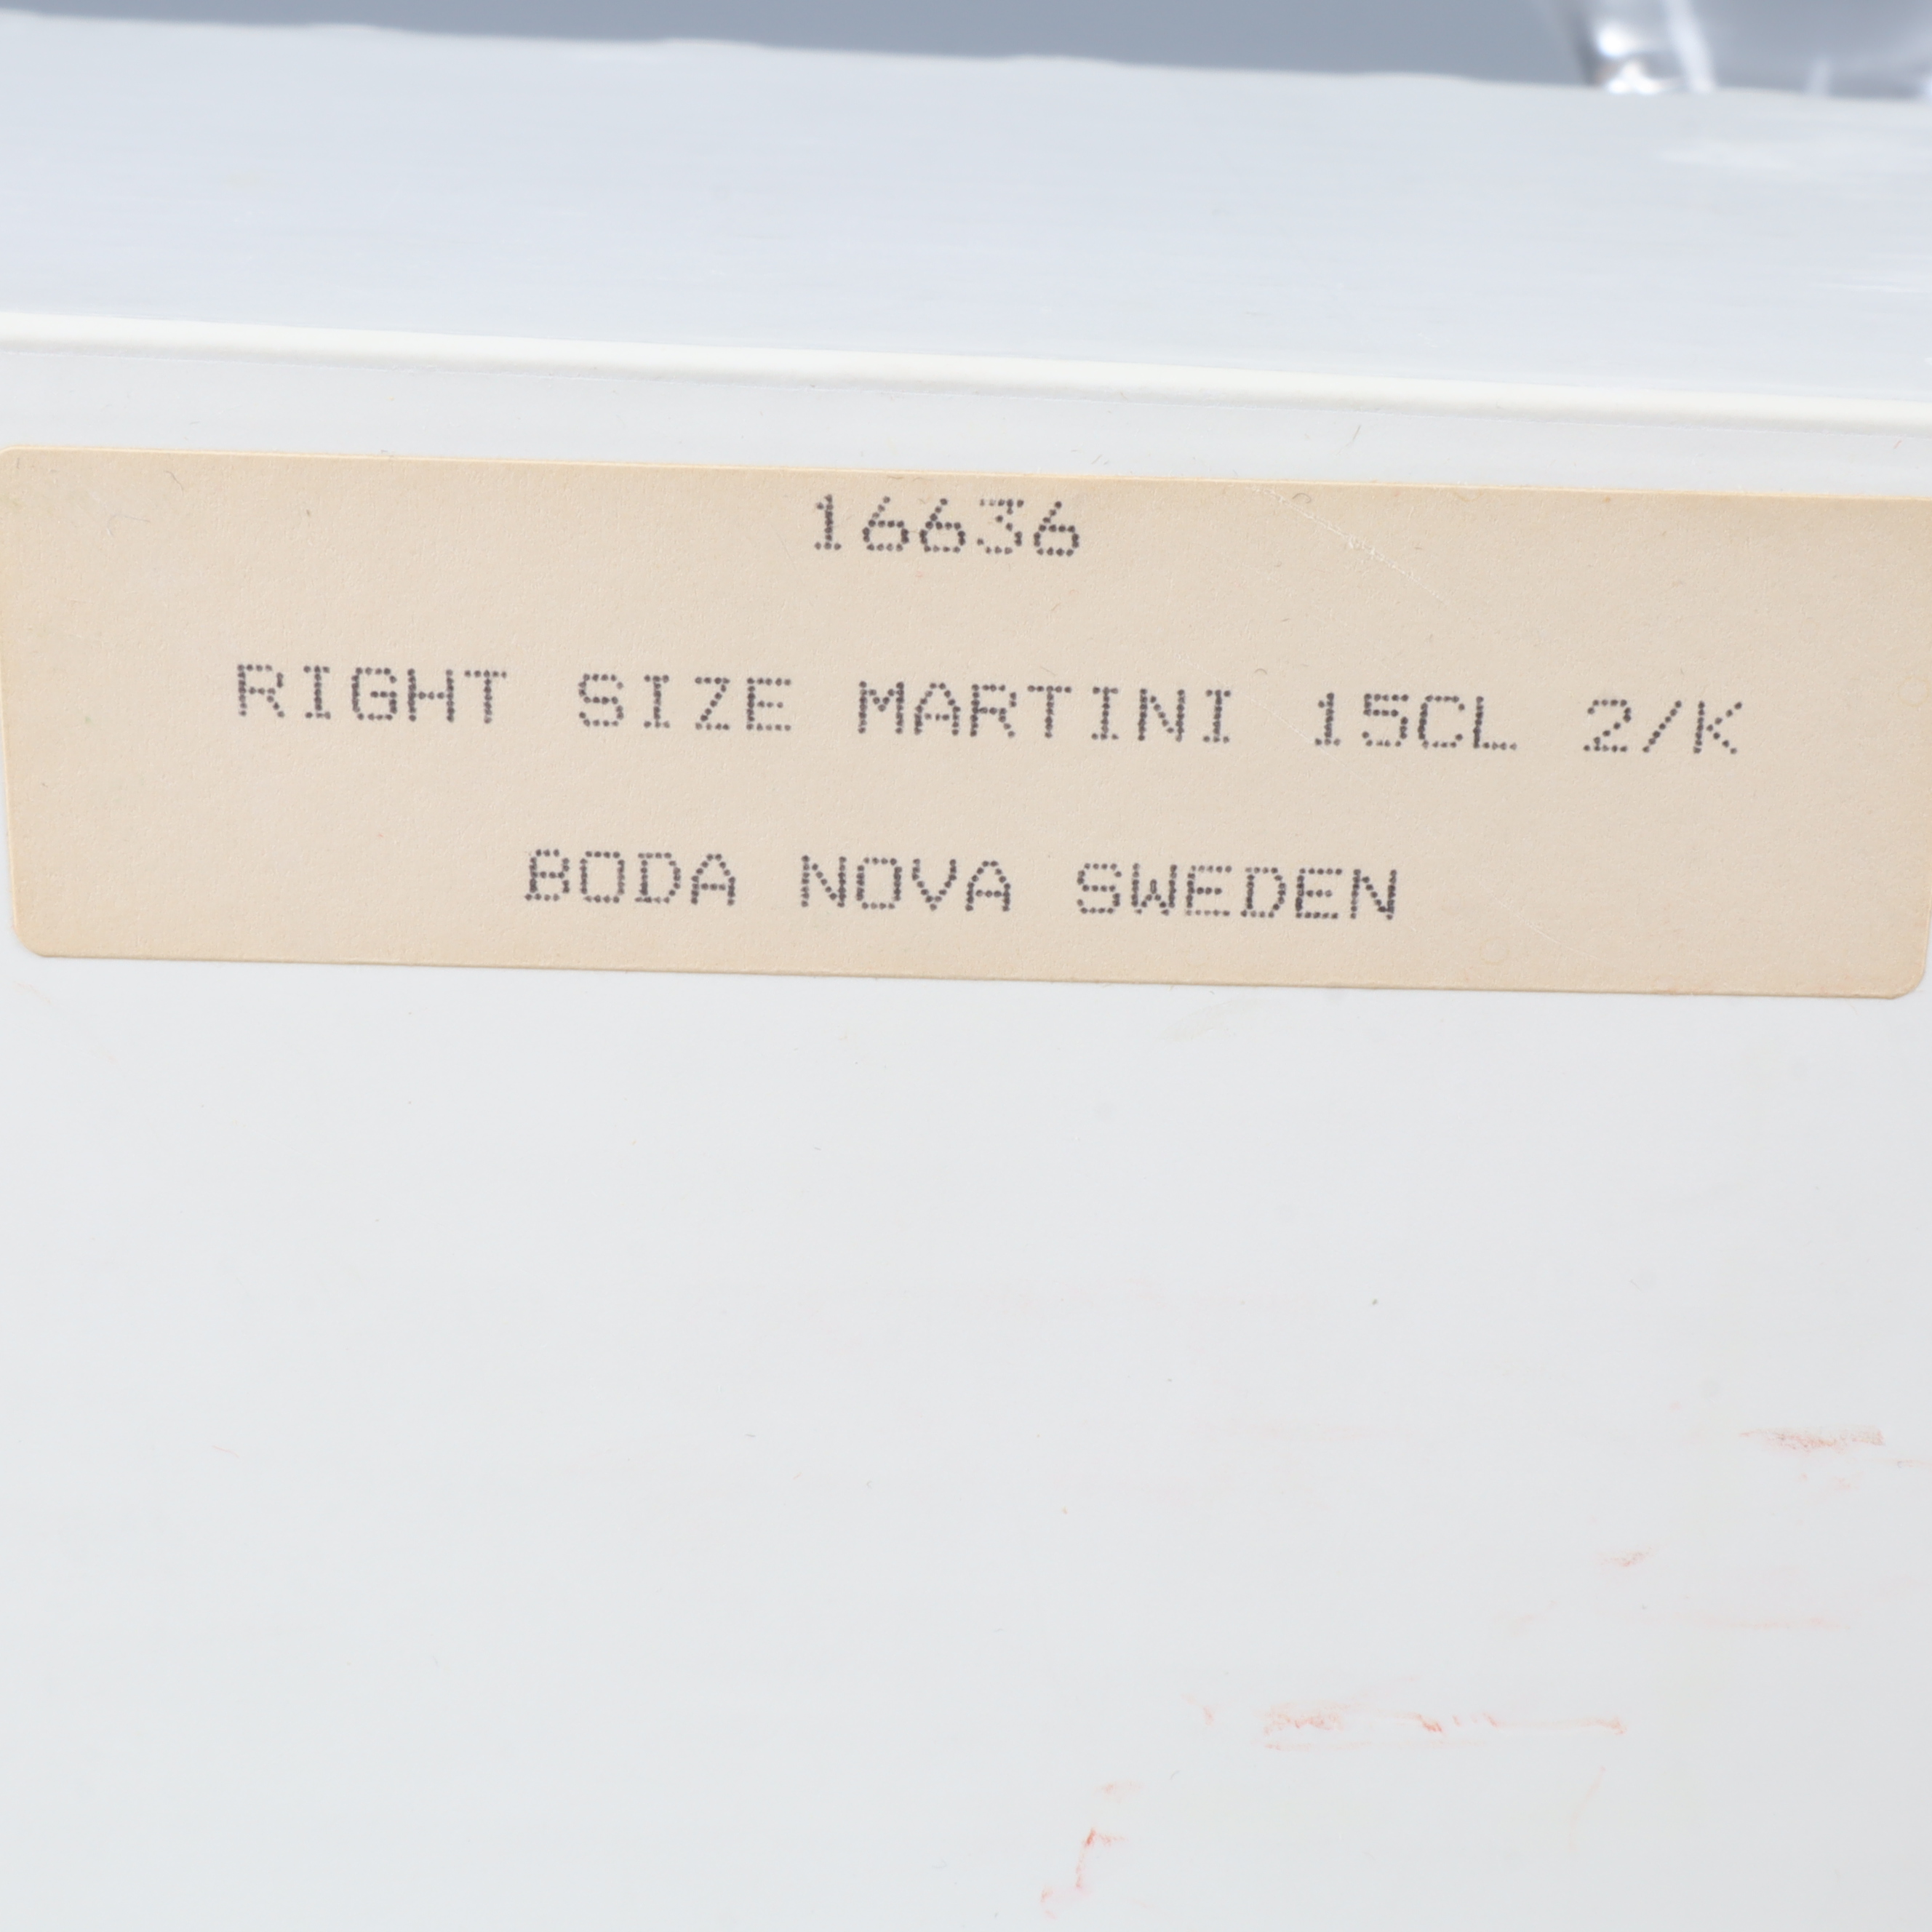 16636
RIGHT SIZE MARTINI 15CL 2/K
BODA NOVA SWEDEN